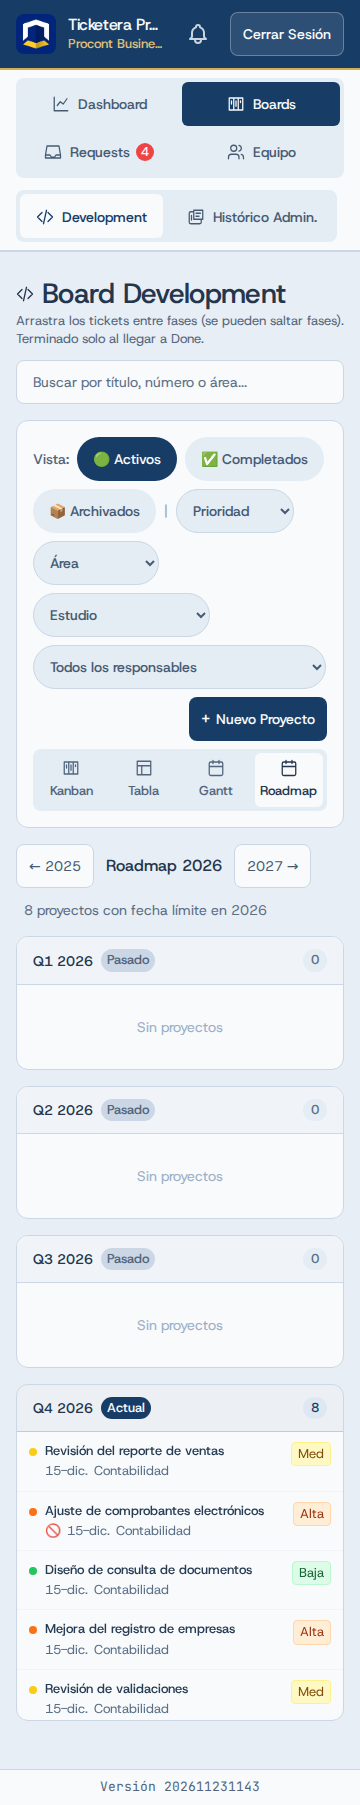 Ticketera Pr...
Procont Busine...
Cerrar Sesión
Dashboard
Boards
Requests 4
Equipo
Development
Histórico Admin.
Board Development
Arrastra los tickets entre fases (se pueden saltar fases).
Terminado solo al llegar a Done.
Buscar por título, número o área...
Vista: Activos Completados
Archivados | Prioridad
Área
Estudio
Todos los responsables
+ Nuevo Proyecto
Kanban Tabla Gantt Roadmap
← 2025 Roadmap 2026 2027 →
8 proyectos con fecha límite en 2026
Q1 2026 Pasado 0
Sin proyectos
Q2 2026 Pasado 0
Sin proyectos
Q3 2026 Pasado 0
Sin proyectos
Q4 2026 Actual 8
Revisión del reporte de ventas Med
15-dic. Contabilidad
Ajuste de comprobantes electrónicos Alta
15-dic. Contabilidad
Diseño de consulta de documentos Baja
15-dic. Contabilidad
Mejora del registro de empresas Alta
15-dic. Contabilidad
Revisión de validaciones Med
15-dic. Contabilidad
Versión 202611231143